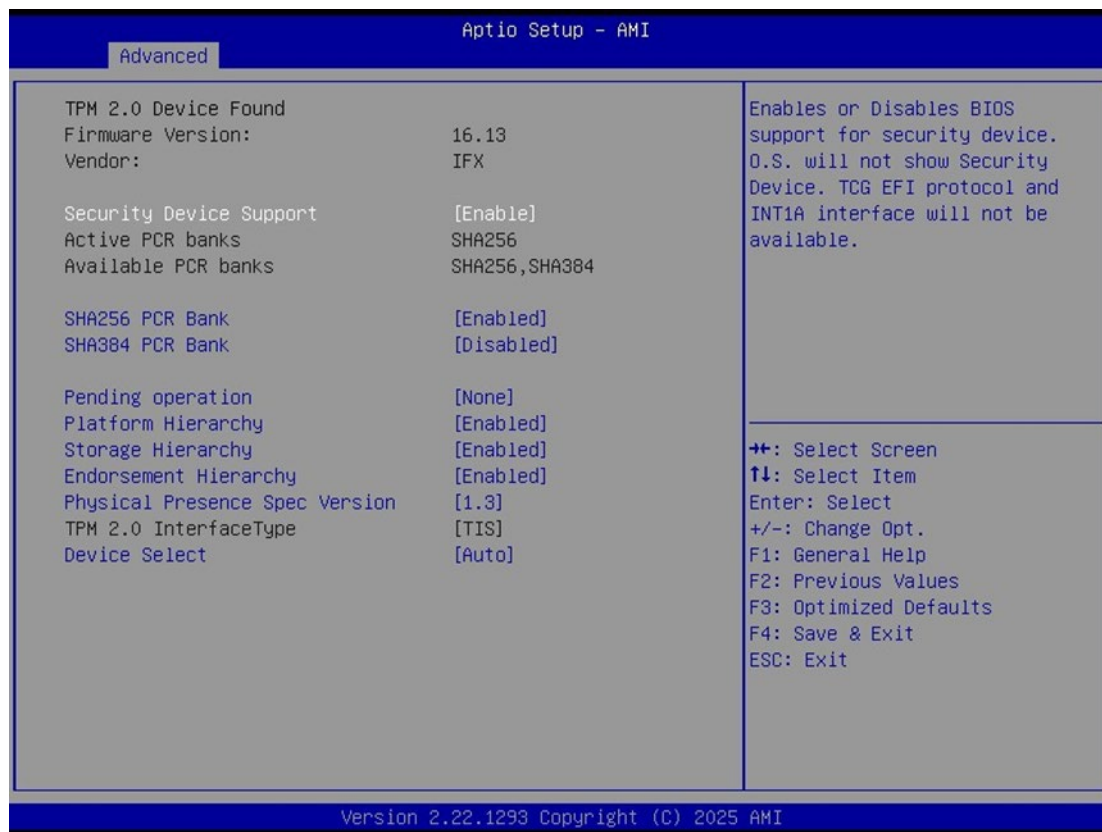 Aptio Setup - AMI
Advanced
TPM 2.0 Device Found
Firmware Version: 16.13
Vendor: IFX
Security Device Support [Enable]
Active PCR banks SHA256
Available PCR banks SHA256,SHA384
SHA256 PCR Bank [Enabled]
SHA384 PCR Bank [Disabled]
Pending operation [None]
Platform Hierarchy [Enabled]
Storage Hierarchy [Enabled]
Endorsement Hierarchy [Enabled]
Physical Presence Spec Version [1.3]
TPM 2.0 InterfaceType [TIS]
Device Select [Auto]
Enables or Disables BIOS
support for security device.
O.S. will not show Security
Device. TCG EFI protocol and
INT1A interface will not be
available.
→←: Select Screen
↑↓: Select Item
Enter: Select
+/-: Change Opt.
F1: General Help
F2: Previous Values
F3: Optimized Defaults
F4: Save & Exit
ESC: Exit
Version 2.22.1293 Copyright (C) 2025 AMI